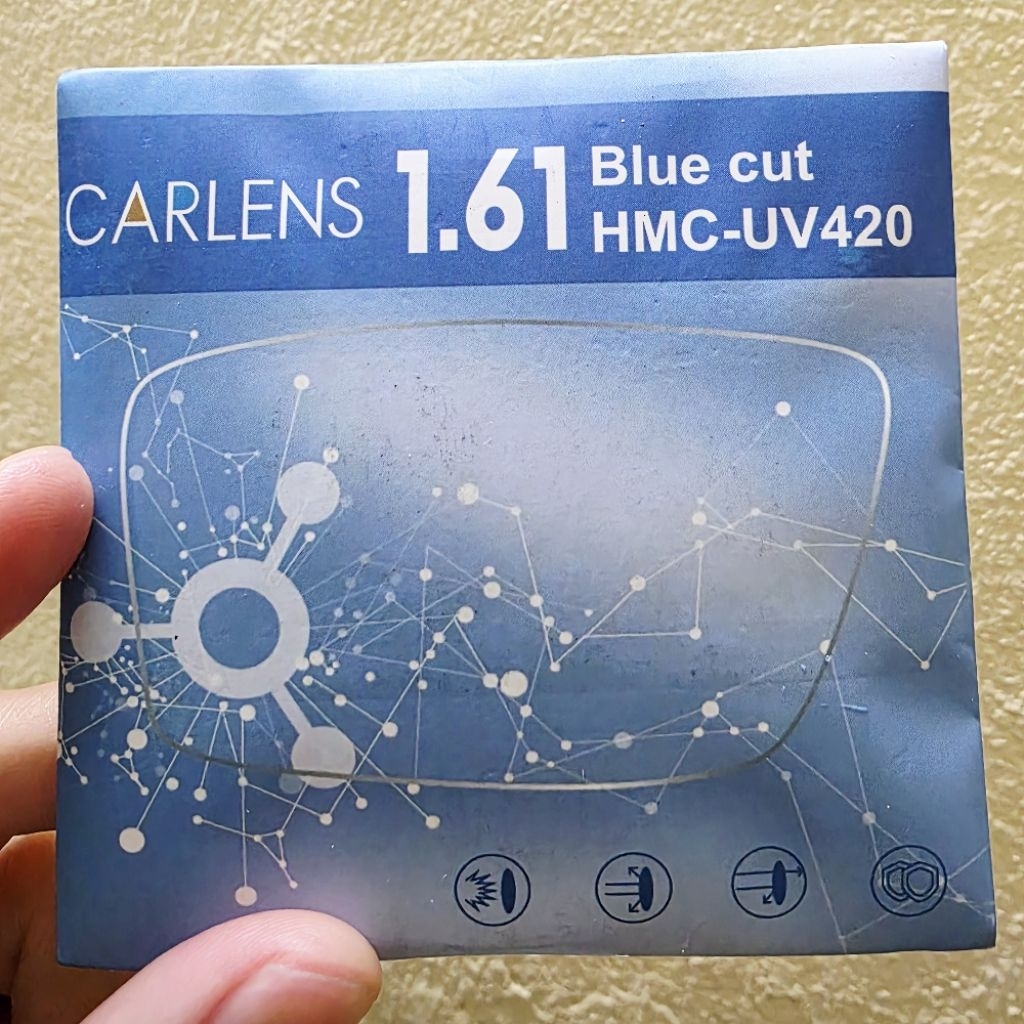 CARLENS
1.61
Blue cut
HMC-UV420